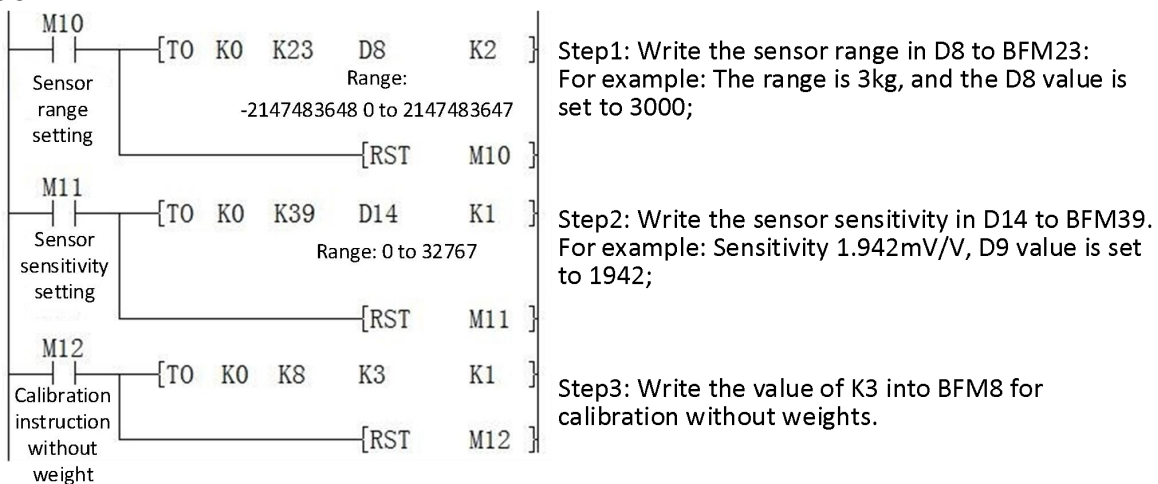 M10
[TO K0 K23 D8 K2 ]
Sensor
range
setting
Range:
-2147483648 0 to 2147483647
[RST M10 ]
Step1: Write the sensor range in D8 to BFM23:
For example: The range is 3kg, and the D8 value is
set to 3000;
M11
[TO K0 K39 D14 K1 ]
Sensor
sensitivity
setting
Range: 0 to 32767
[RST M11 ]
Step2: Write the sensor sensitivity in D14 to BFM39.
For example: Sensitivity 1.942mV/V, D9 value is set
to 1942;
M12
[TO K0 K8 K3 K1 ]
Calibration
instruction
without
weight
[RST M12 ]
Step3: Write the value of K3 into BFM8 for
calibration without weights.